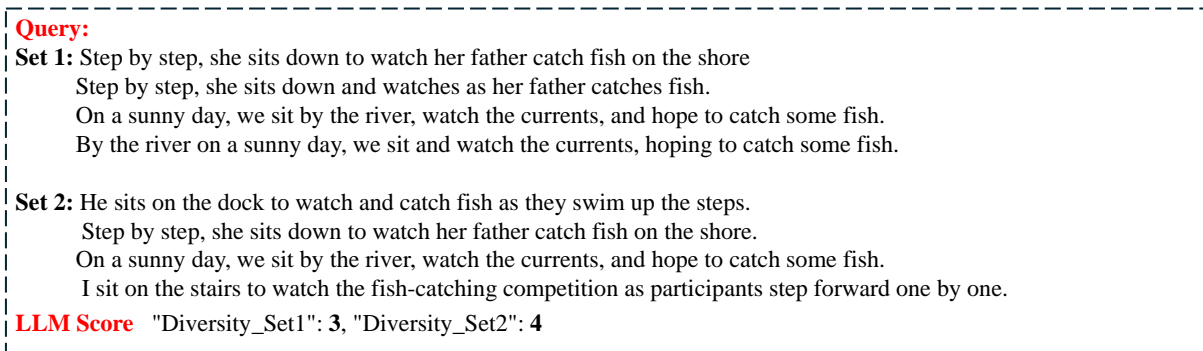 Query:
Set 1: Step by step, she sits down to watch her father catch fish on the shore
Step by step, she sits down and watches as her father catches fish.
On a sunny day, we sit by the river, watch the currents, and hope to catch some fish.
By the river on a sunny day, we sit and watch the currents, hoping to catch some fish.
Set 2: He sits on the dock to watch and catch fish as they swim up the steps.
Step by step, she sits down to watch her father catch fish on the shore.
On a sunny day, we sit by the river, watch the currents, and hope to catch some fish.
I sit on the stairs to watch the fish-catching competition as participants step forward one by one.
LLM Score "Diversity_Set1": 3, "Diversity_Set2": 4